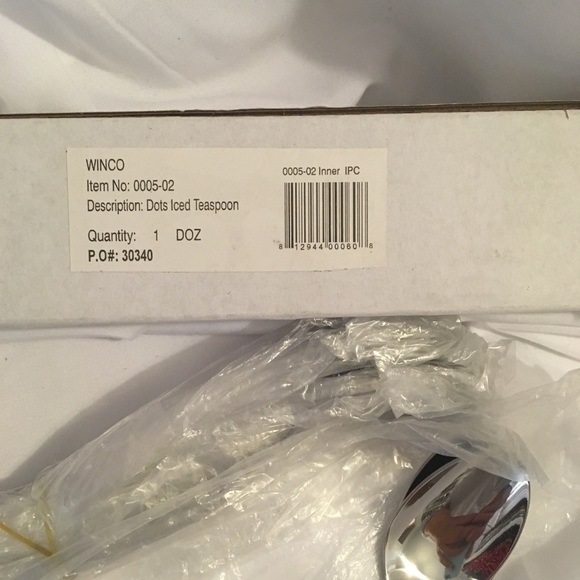 WINCO
Item No: 0005-02
Description: Dots Iced Teaspoon
Quantity: 1 DOZ
P.O#: 30340
0005-02 Inner IPC
8 12944 00060 8